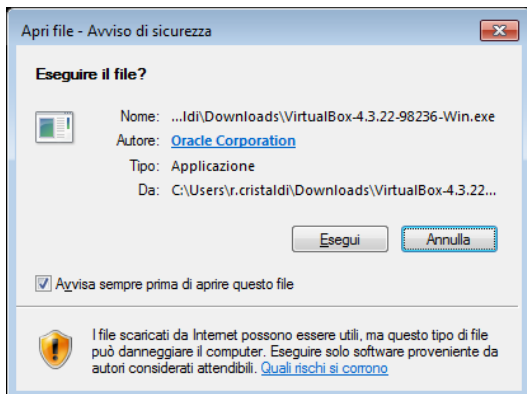 Apri file - Avviso di sicurezza
Eseguire il file?
Nome: ...ldi\Downloads\VirtualBox-4.3.22-98236-Win.exe
Autore: Oracle Corporation
Tipo: Applicazione
Da: C:\Users\r.cristaldi\Downloads\VirtualBox-4.3.22...
Esegui Annulla
Avvisa sempre prima di aprire questo file
I file scaricati da Internet possono essere utili, ma questo tipo di file
può danneggiare il computer. Eseguire solo software proveniente da
autori considerati attendibili. Quali rischi si corrono